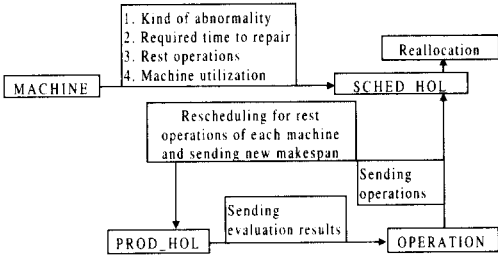 1. Kind of abnormality
2. Required time to repair
3. Rest operations
4. Machine utilization
Reallocation
MACHINE
SCHED_HOL
Rescheduling for rest
operations of each machine
and sending new makespan
Sending
operations
Sending
evaluation results
PROD_HOL
OPERATION